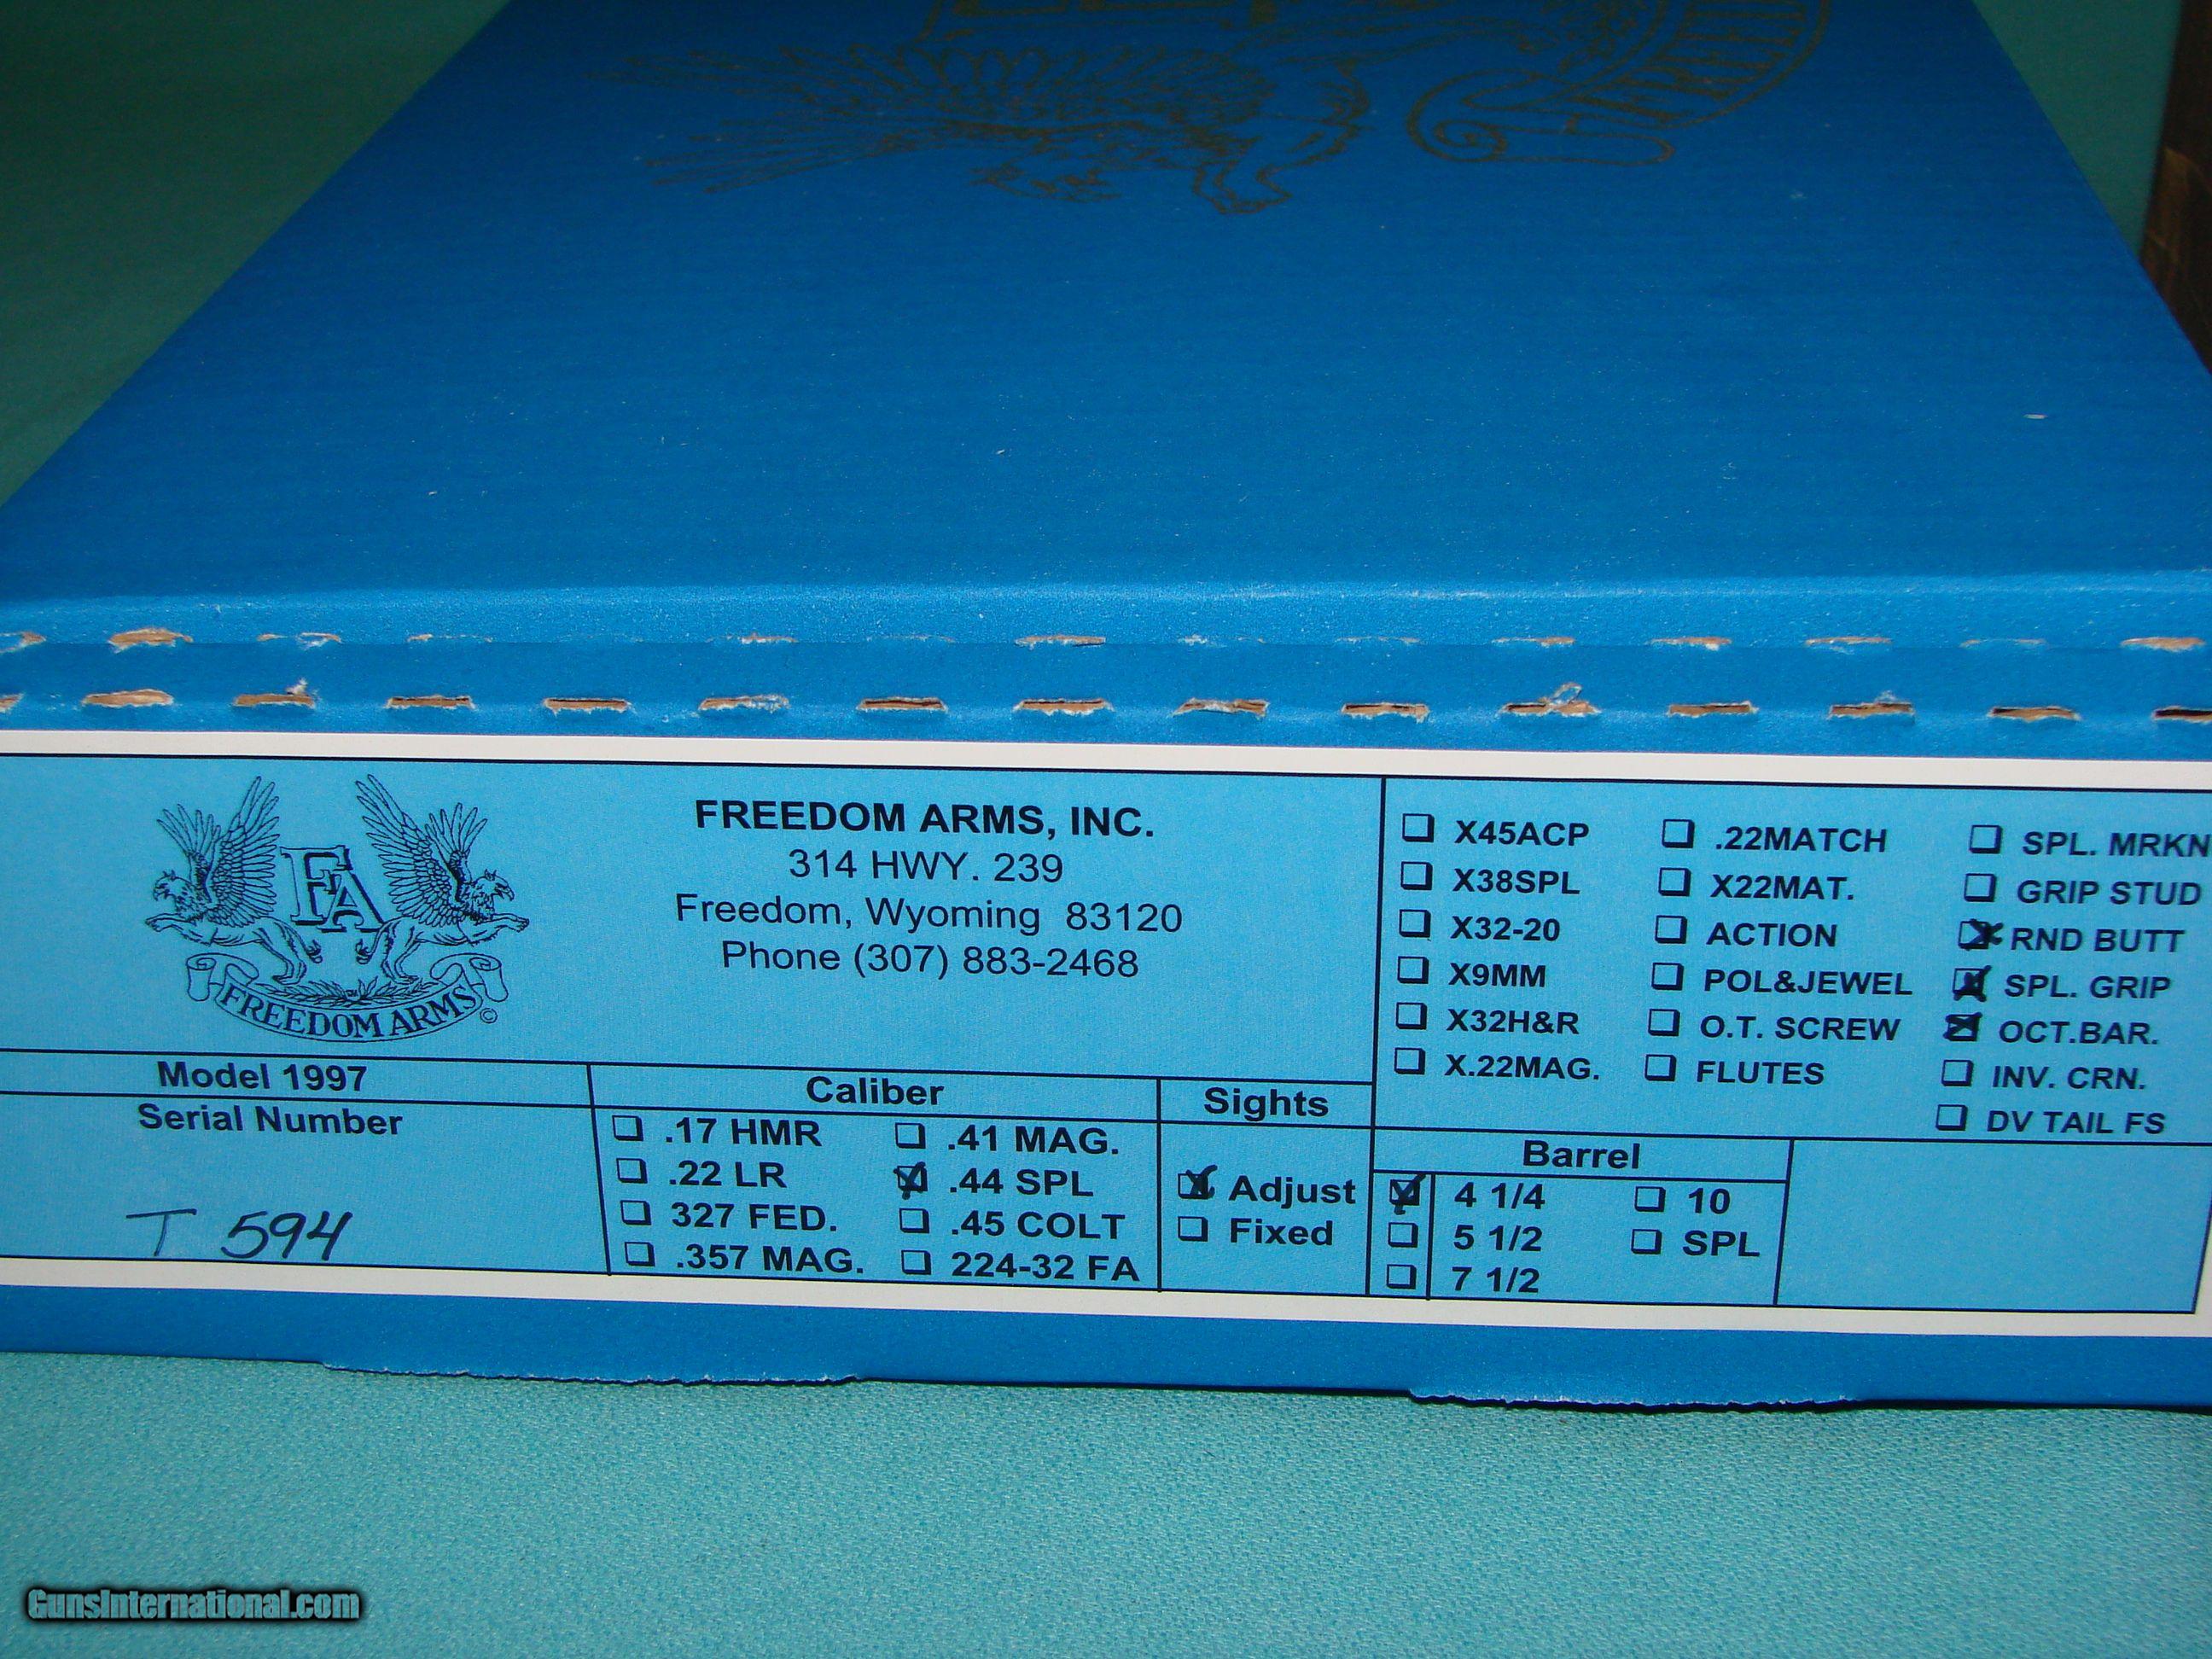 FREEDOM ARMS, INC.
314 HWY. 239
Freedom, Wyoming 83120
Phone (307) 883-2468
FA
FREEDOM ARMS ©
Model 1997
Serial Number
T 594
Caliber
.17 HMR
.22 LR
327 FED.
.357 MAG.
.41 MAG.
.44 SPL
.45 COLT
224-32 FA
Sights
Adjust
Fixed
X45ACP
X38SPL
X32-20
X9MM
X32H&R
X.22MAG.
.22MATCH
X22MAT.
ACTION
POL&JEWEL
O.T. SCREW
FLUTES
SPL. MRKN
GRIP STUD
RND BUTT
SPL. GRIP
OCT.BAR.
INV. CRN.
DV TAIL FS
Barrel
4 1/4
5 1/2
7 1/2
10
SPL
GunsInternational.com